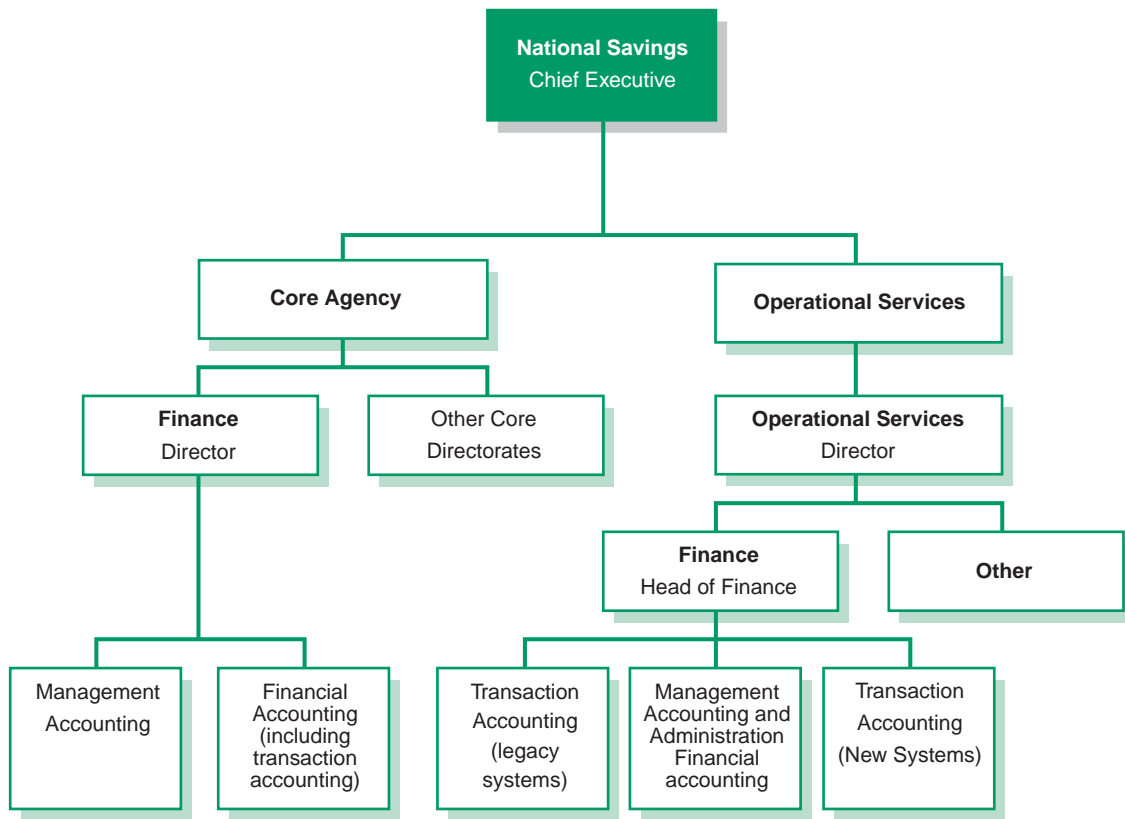 National Savings
Chief Executive
Core Agency
Operational Services
Finance
Director
Other Core
Directorates
Operational Services
Director
Finance
Head of Finance
Other
Management
Accounting
Financial
Accounting
(including
transaction
accounting)
Transaction
Accounting
(legacy
systems)
Management
Accounting and
Administration
Financial
accounting
Transaction
Accounting
(New Systems)